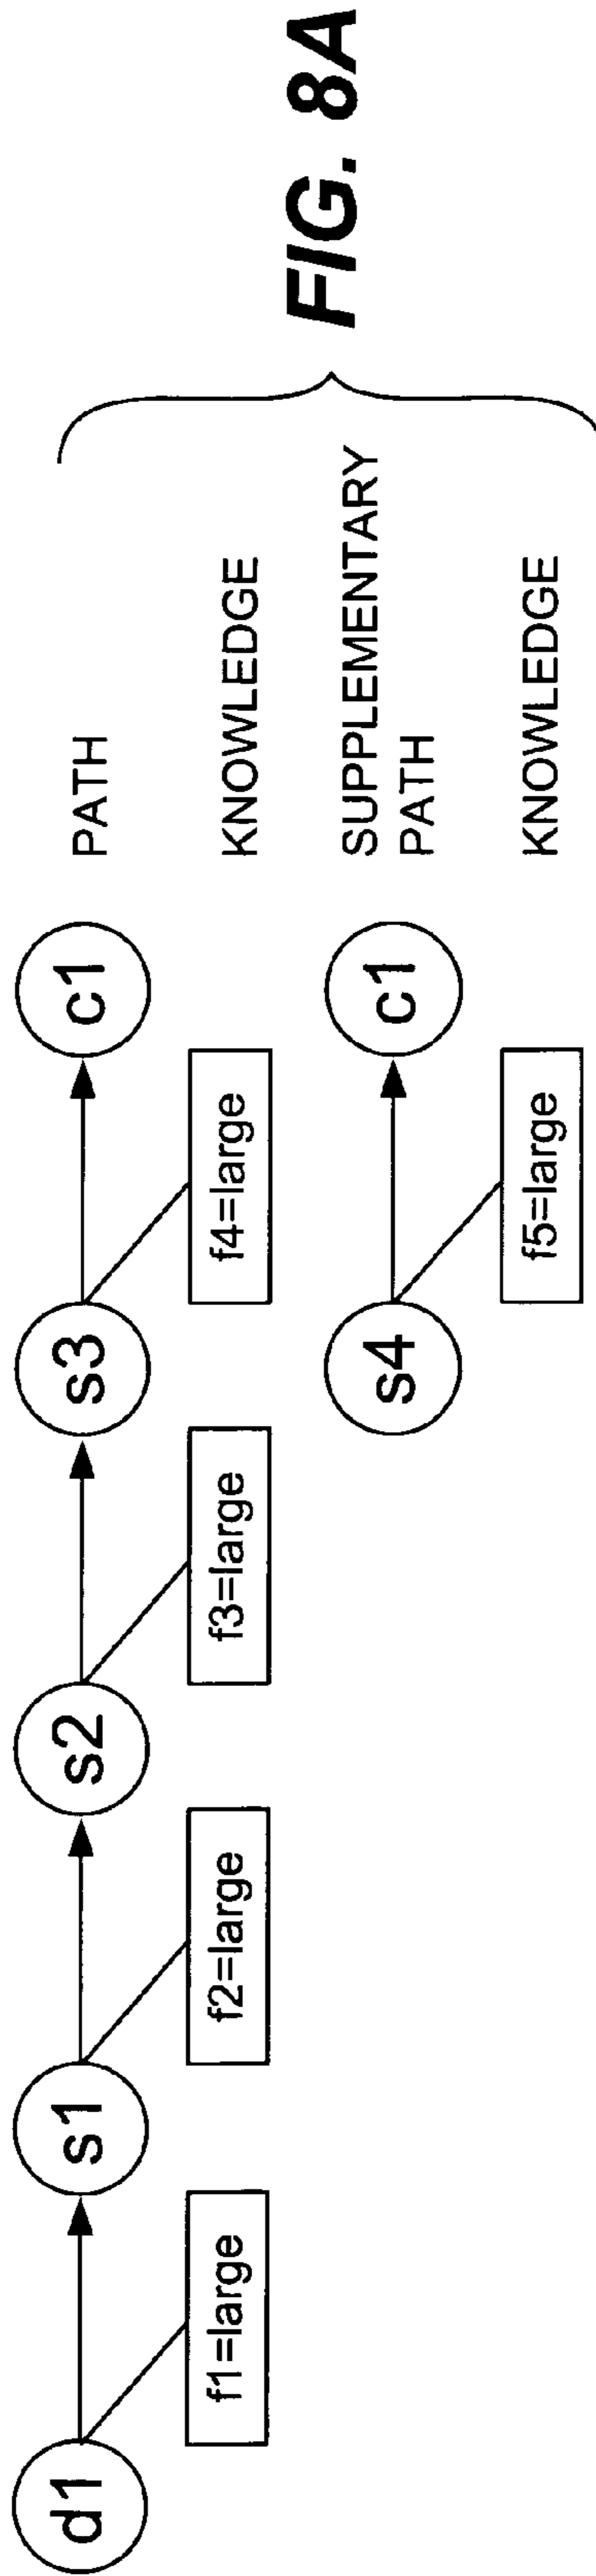 d1 s1 s2 s3 c1 PATH
f1=large f2=large f3=large f4=large KNOWLEDGE
s4 c1 SUPPLEMENTARY
PATH
f5=large KNOWLEDGE
FIG. 8A